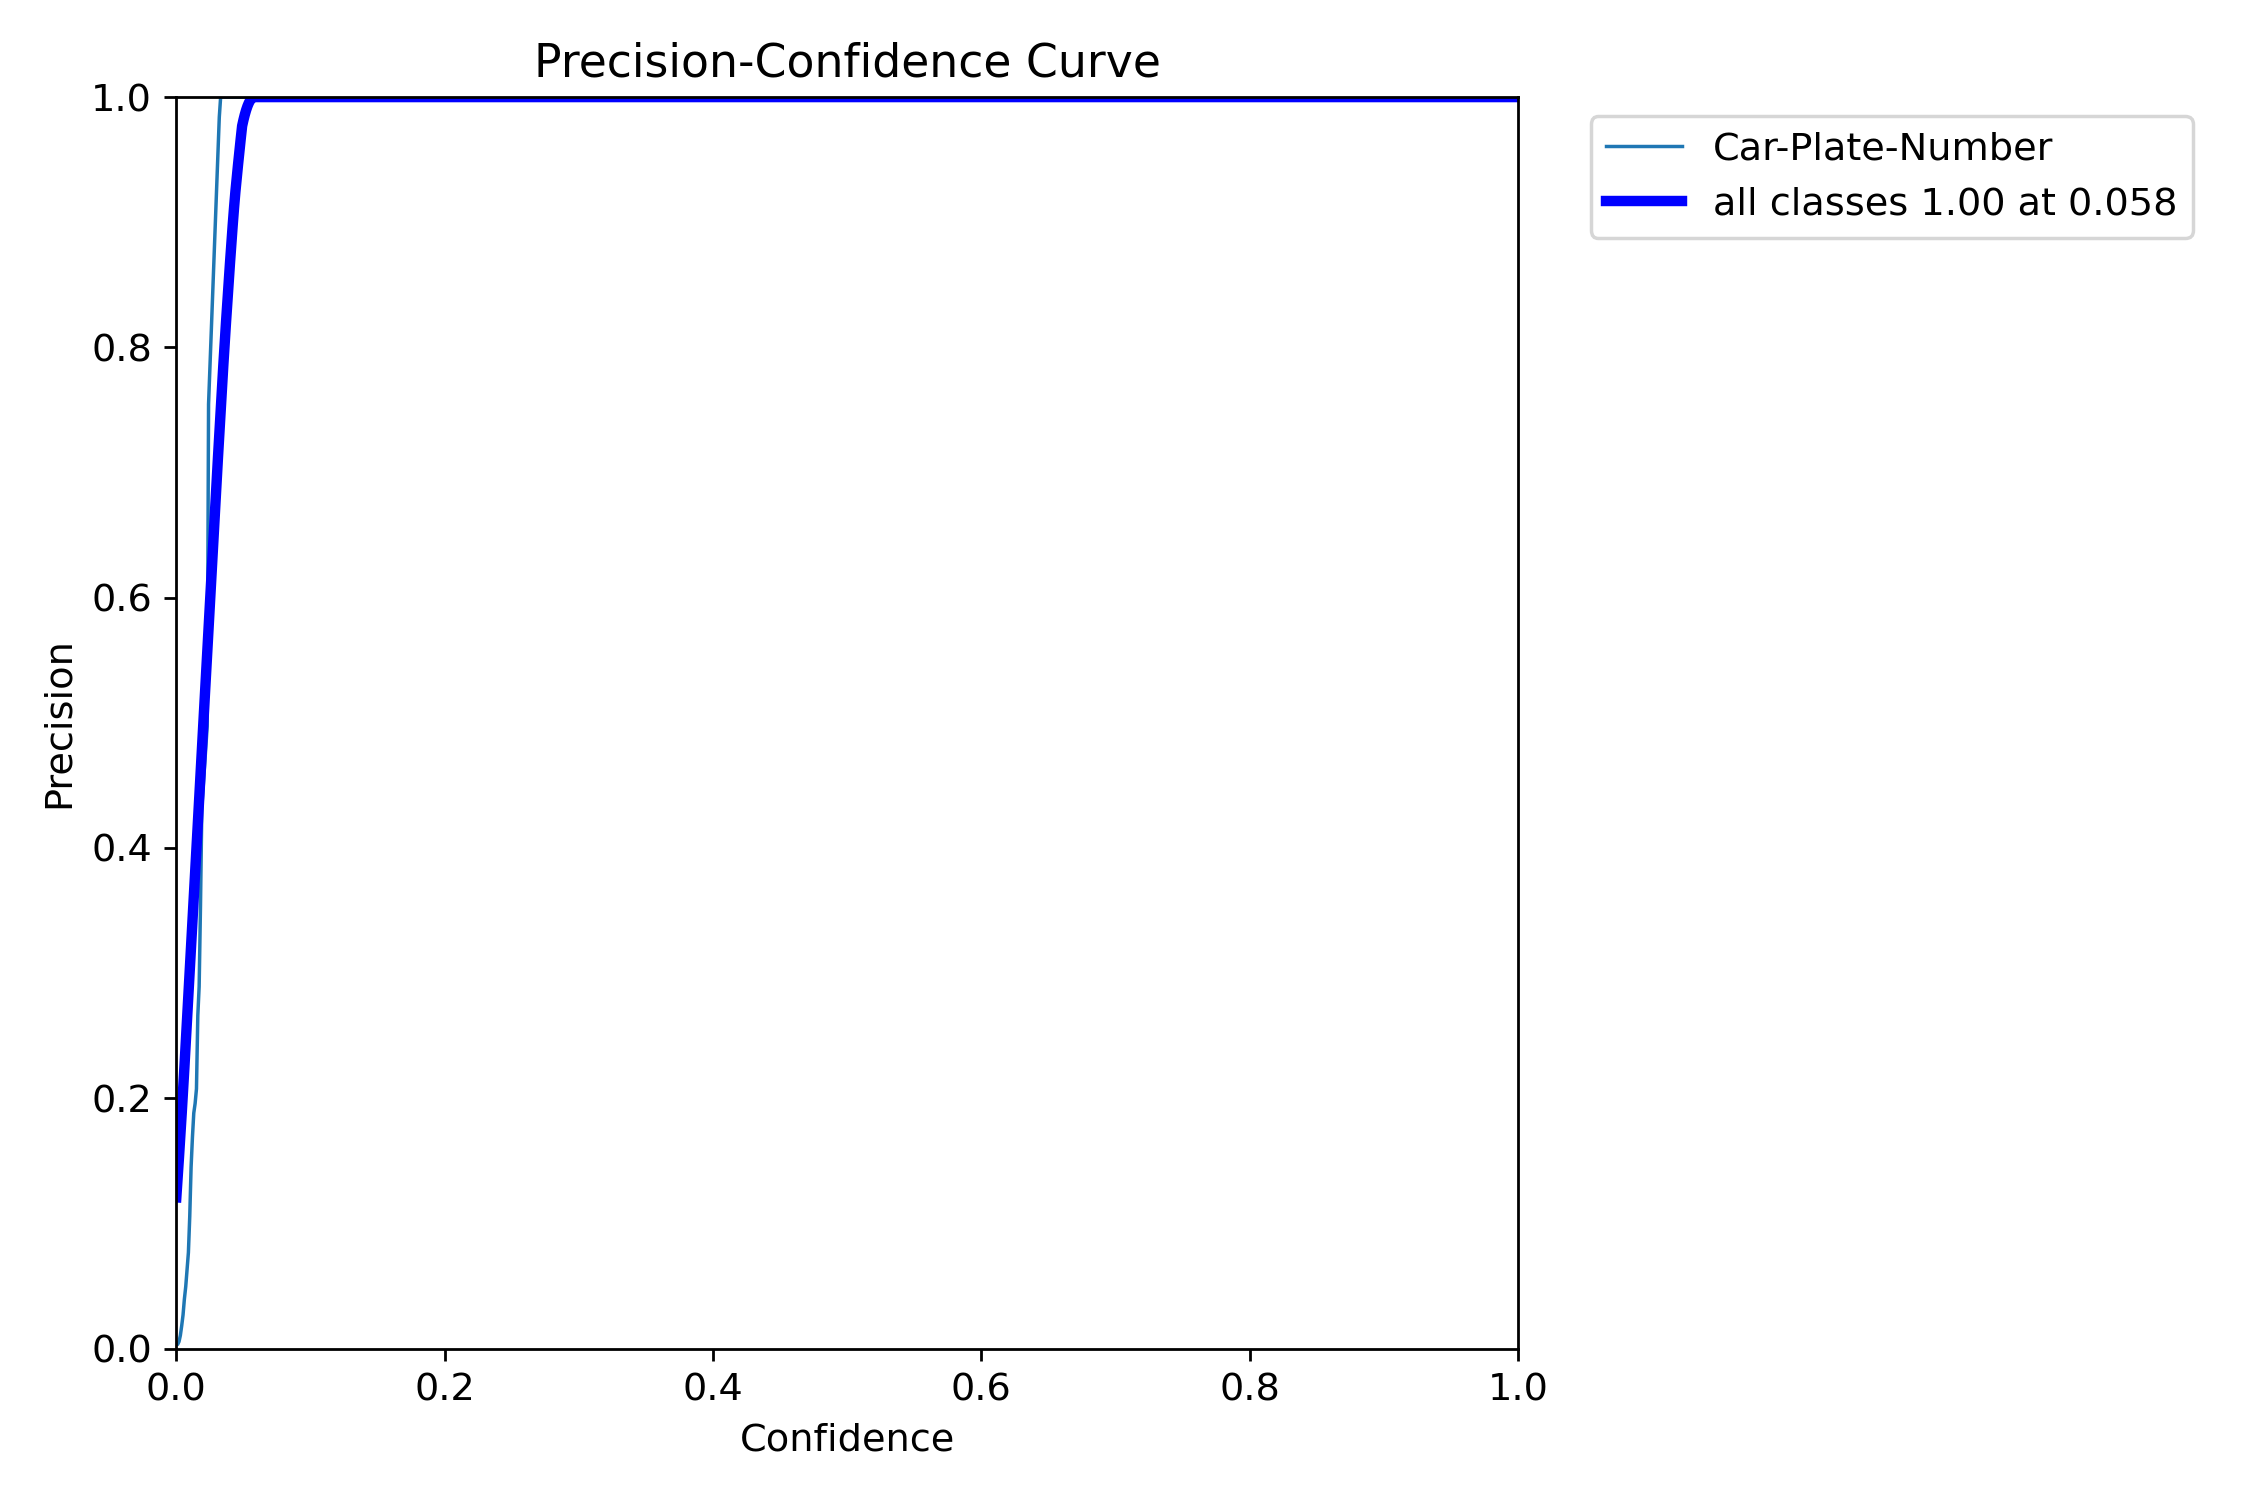 Precision-Confidence Curve
1.0
0.8
0.6
0.4
0.2
0.0
Precision
0.0 0.2 0.4 0.6 0.8 1.0
Confidence
Car-Plate-Number
all classes 1.00 at 0.058